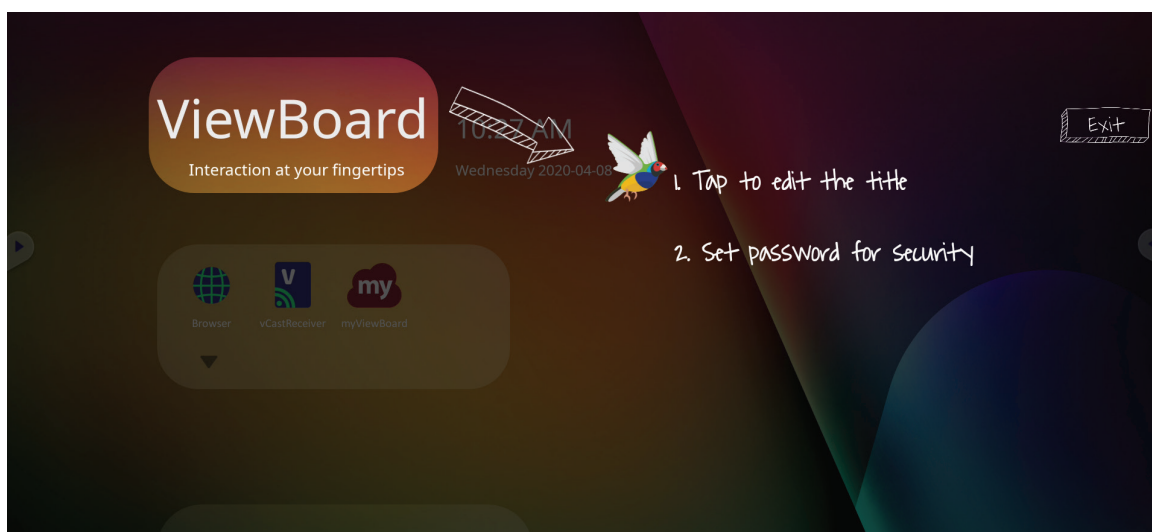 ViewBoard
Interaction at your fingertips
10:27 AM
Wednesday 2020-04-08
Exit
1. Tap to edit the title
2. Set password for security
V
my
Browser
vCastReceiver
myViewBoard